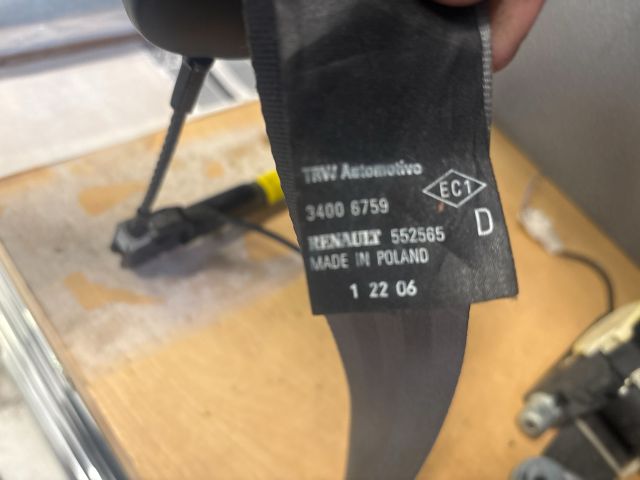 TRW Automotive
EC1
3400 6759
D
RENAULT 552565
MADE IN POLAND
1 22 06